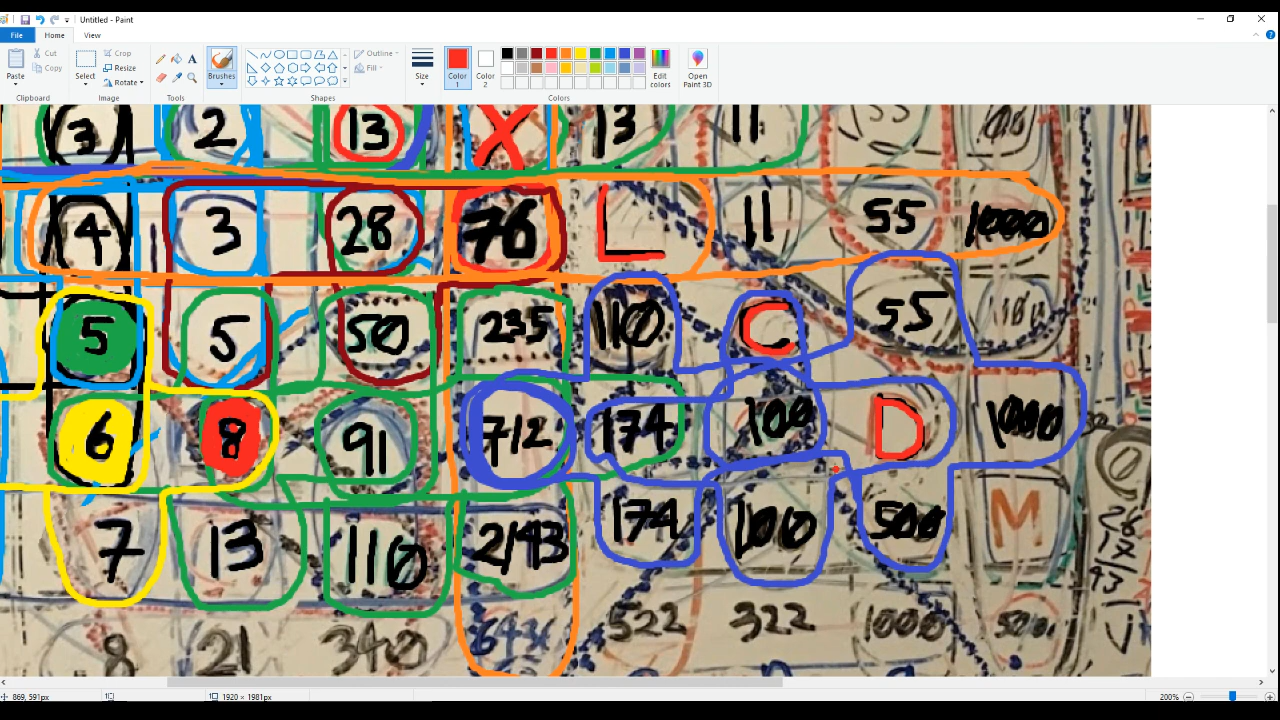 Untitled - Paint
File Home View
Cut Crop Outline Edit Open
Paste Copy Select Resize Rotate Brushes Fill Size Color 1 Color 2 colors Paint 3D
Clipboard Image Tools Shapes Colors
3 2 13 X 13 11
4 3 28 76 L 11 55 1000
5 5 50 235 110 C 55
6 8 91 712 174 100 D 1000
7 13 110 2143 174 100 500 M
8 21 340 522 322 1000
869, 591px 1920 × 1981px 200%